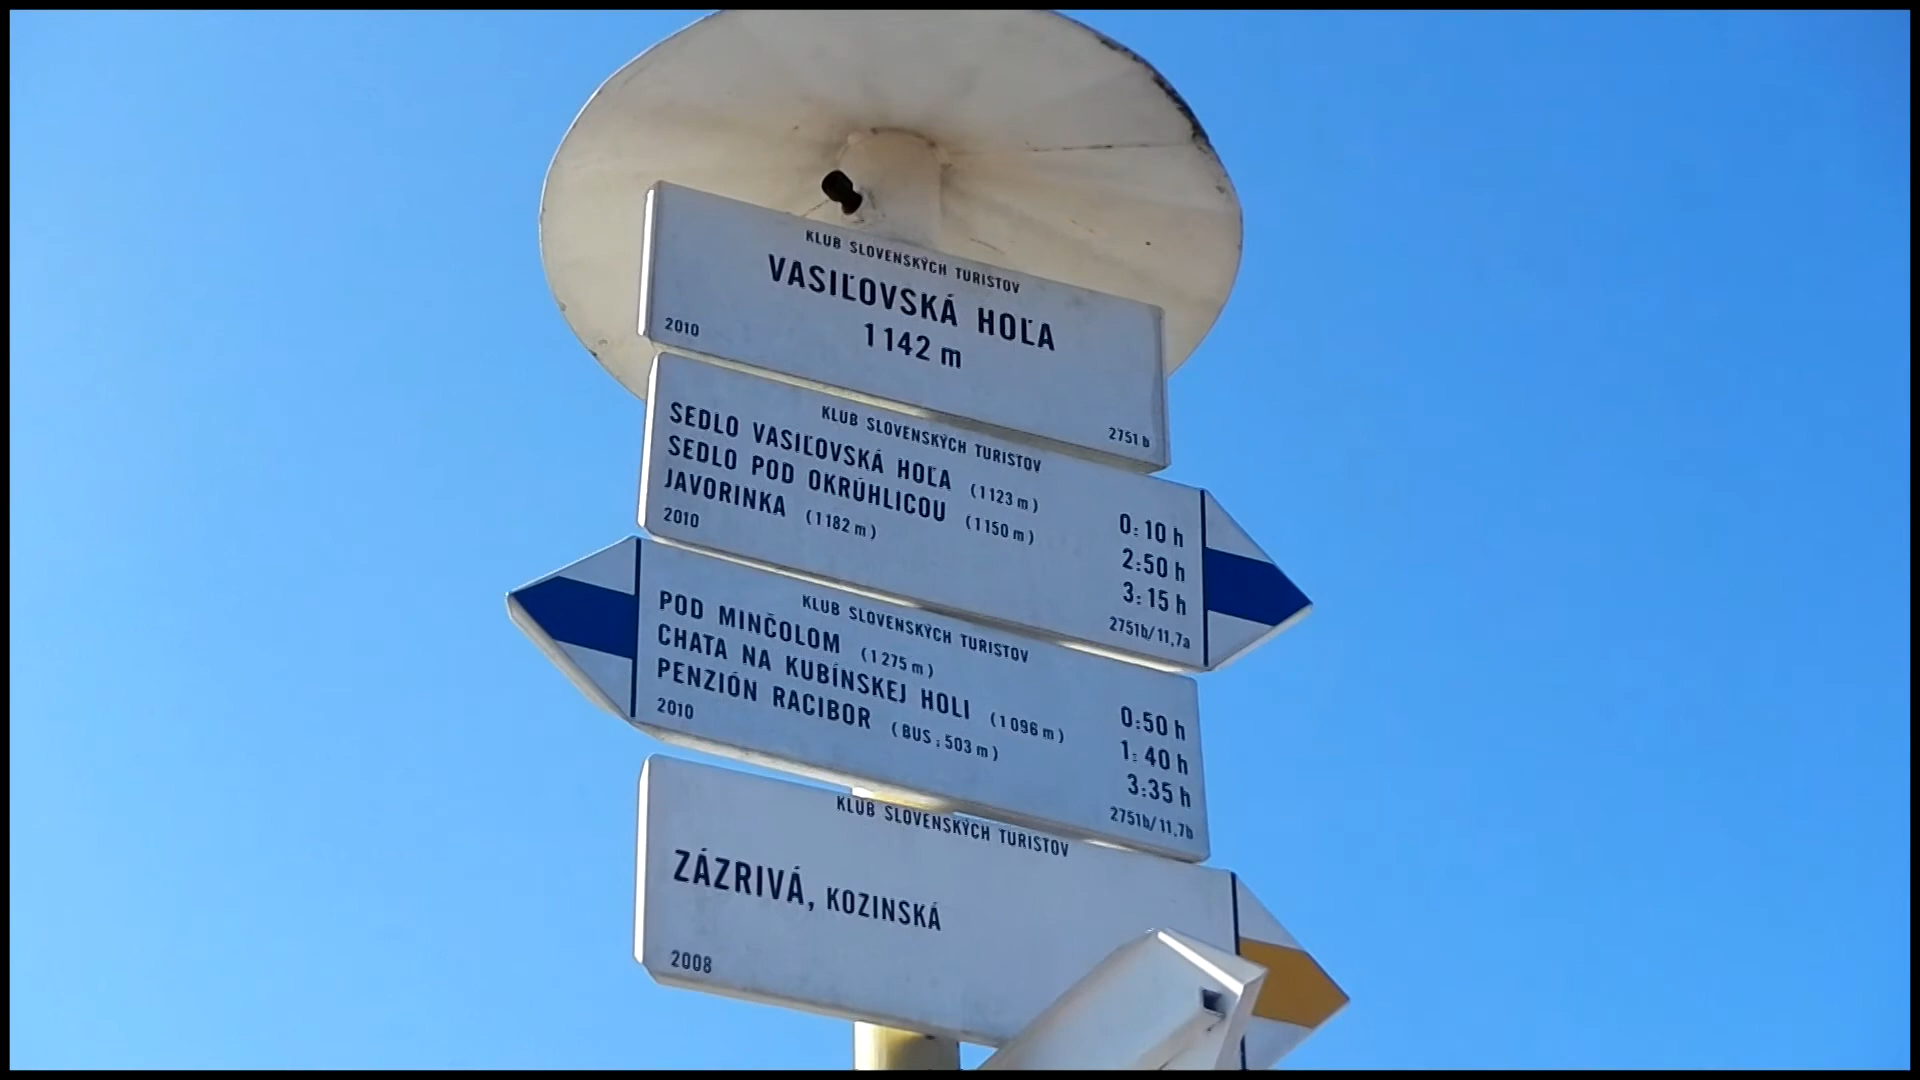 KLUB SLOVENSKÝCH TURISTOV
VASIĽOVSKÁ HOĽA
1142 m
2010
2751 b
KLUB SLOVENSKÝCH TURISTOV
SEDLO VASIĽOVSKÁ HOĽA (1123 m) 0:10 h
SEDLO POD OKRÚHLICOU (1150 m) 2:50 h
JAVORINKA (1182 m) 3:15 h
2010 2751b/11,7a
KLUB SLOVENSKÝCH TURISTOV
POD MINČOLOM (1275 m) 0:50 h
CHATA NA KUBÍNSKEJ HOLI (1096 m) 1:40 h
PENZIÓN RACIBOR (BUS; 503 m) 3:35 h
2010 2751b/11,7b
KLUB SLOVENSKÝCH TURISTOV
ZÁZRIVÁ, KOZINSKÁ
2008